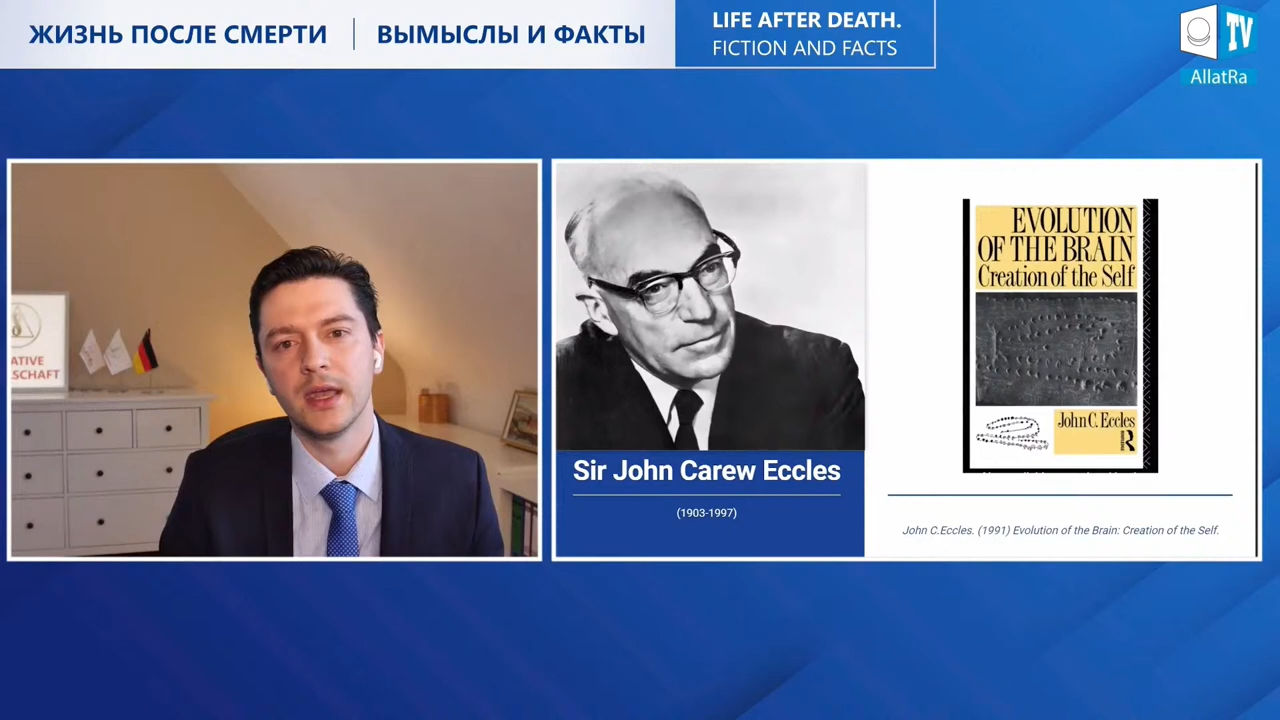 ЖИЗНЬ ПОСЛЕ СМЕРТИ | ВЫМЫСЛЫ И ФАКТЫ
LIFE AFTER DEATH.
FICTION AND FACTS
TV
AllatRa
ATIVE
LSCHAFT
EVOLUTION
OF THE BRAIN
Creation of the Self
John C. Eccles
R
Sir John Carew Eccles
(1903-1997)
John C.Eccles. (1991) Evolution of the Brain: Creation of the Self.